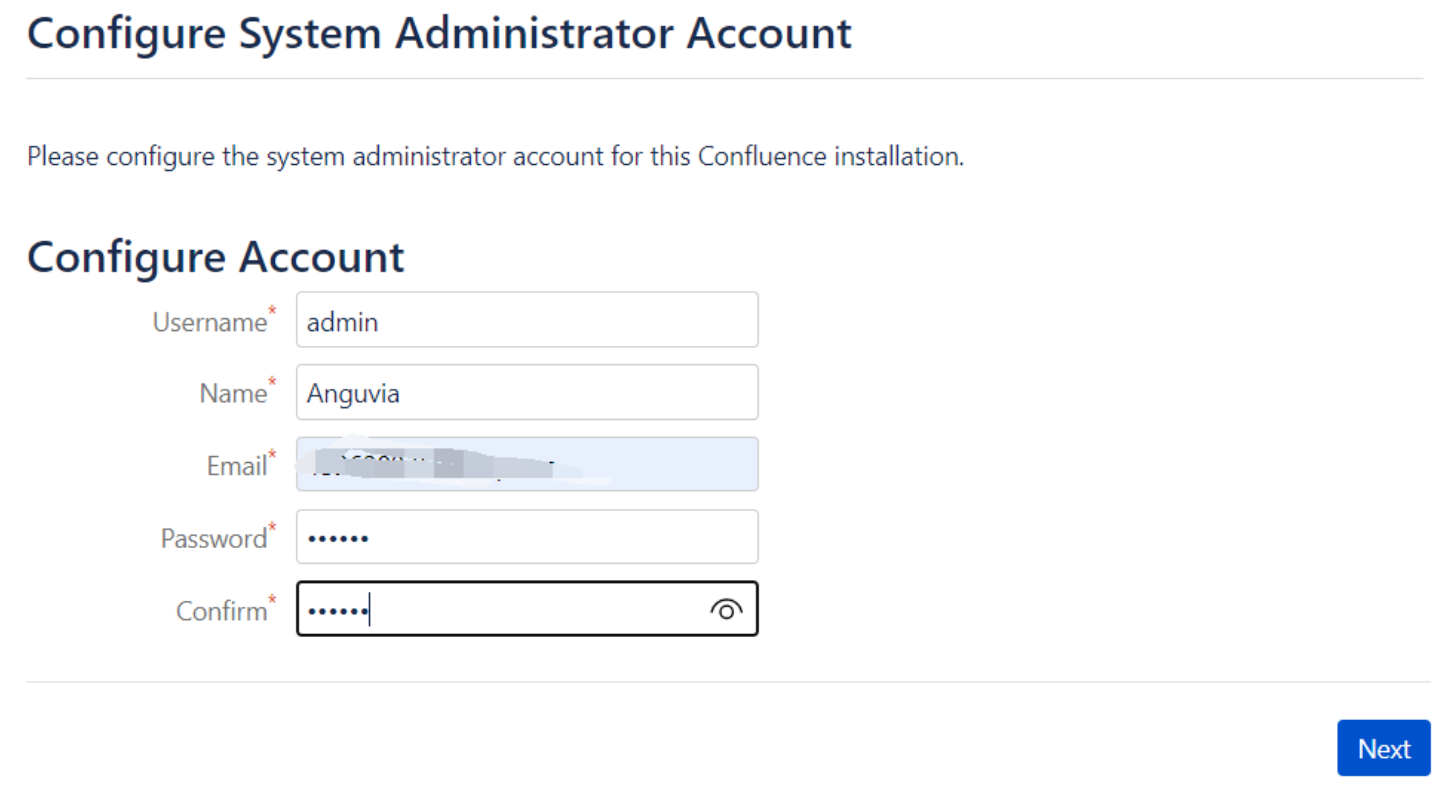 Configure System Administrator Account
Please configure the system administrator account for this Confluence installation.
Configure Account
Username* admin
Name* Anguvia
Email*
Password* ••••••
Confirm* ••••••
Next